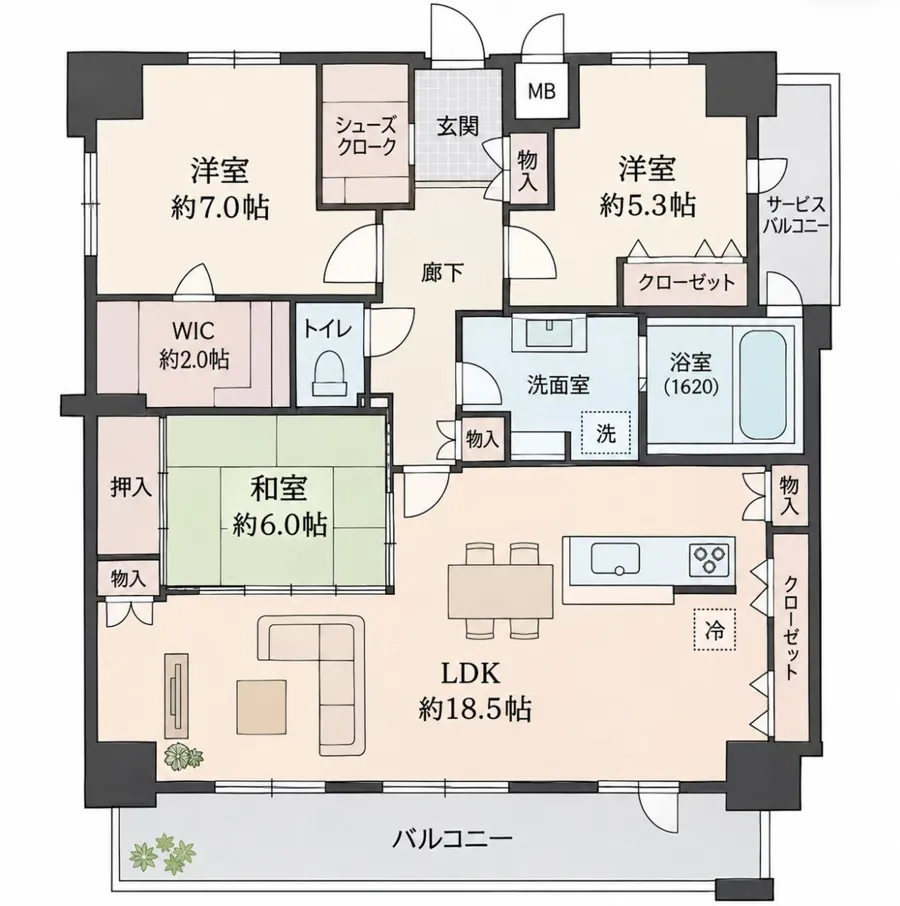 MB
シューズ
クローク
玄関
物入
洋室
約7.0帖
洋室
約5.3帖
サービス
バルコニー
廊下
クローゼット
WIC
約2.0帖
トイレ
洗面室
浴室
(1620)
洗
物入
押入
和室
約6.0帖
物入
物入
クローゼット
冷
LDK
約18.5帖
バルコニー